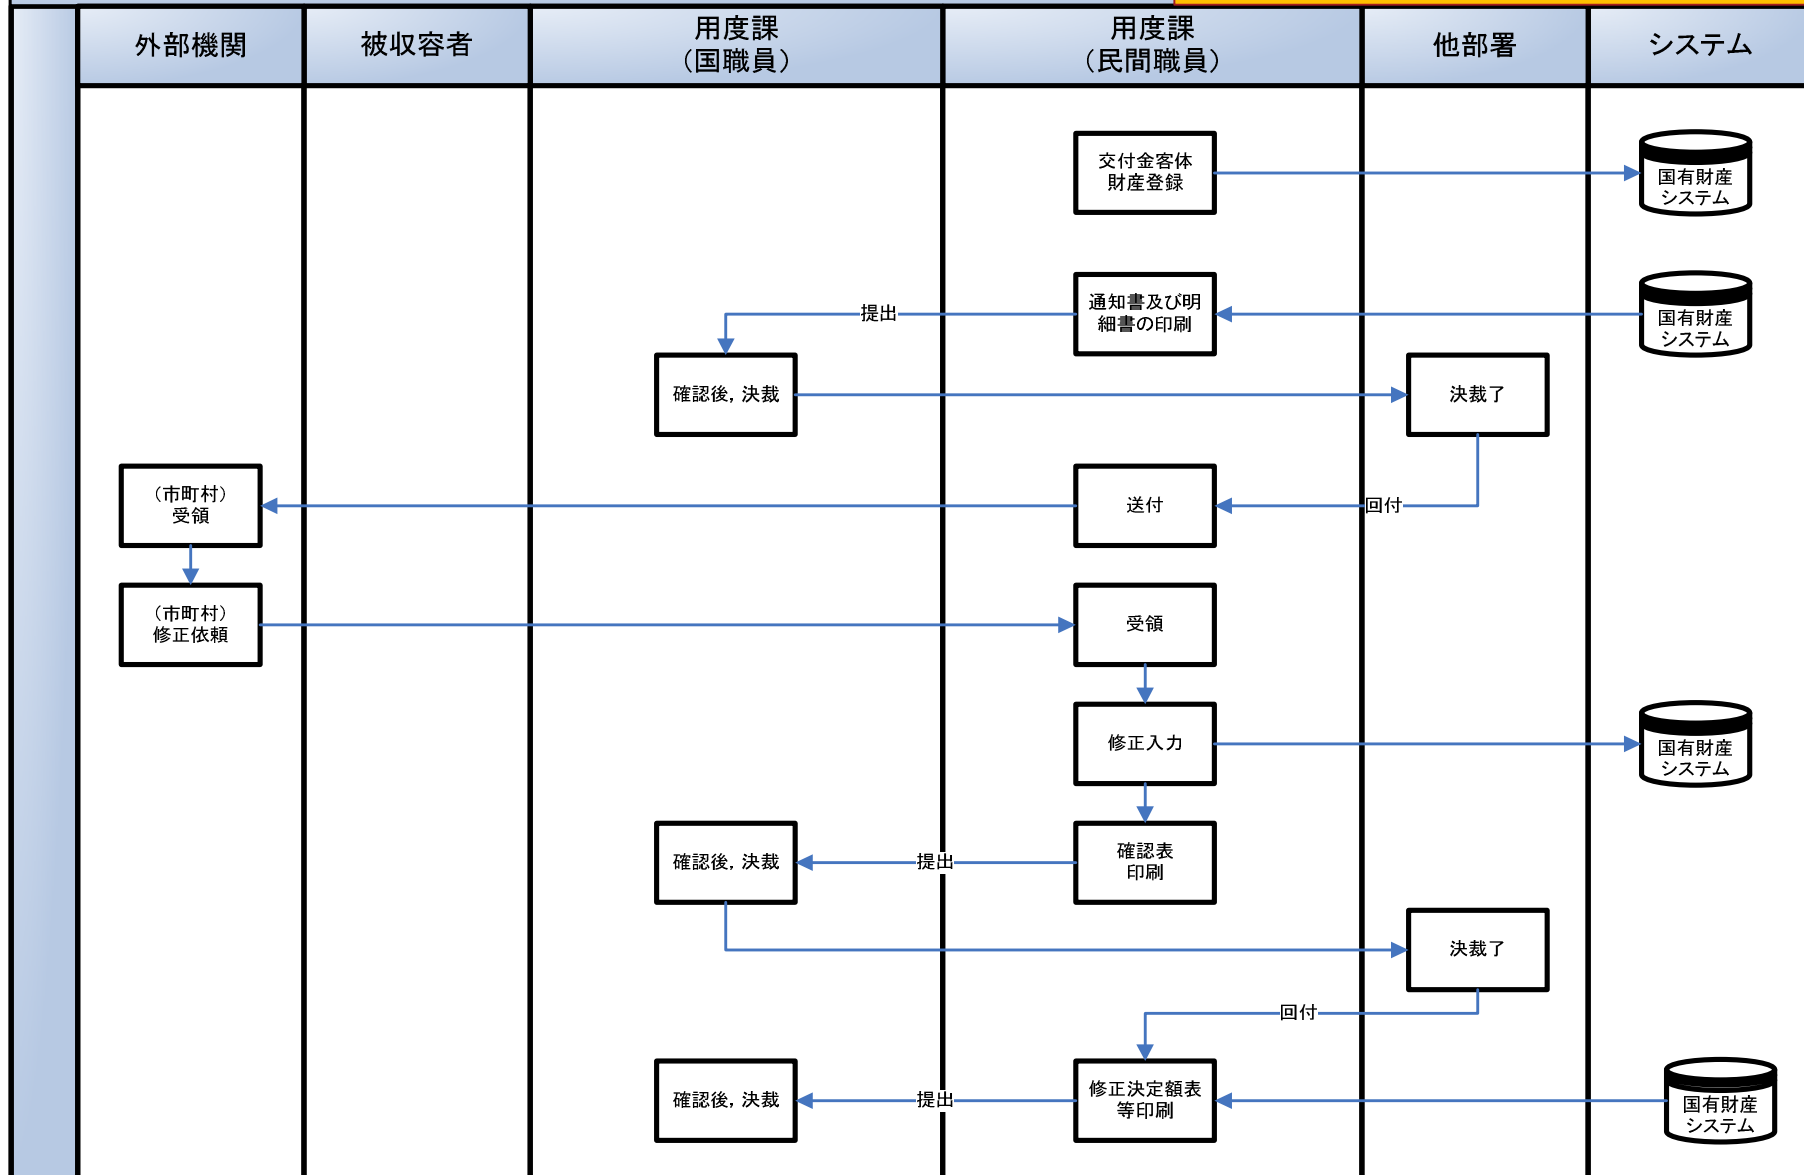 外部機関
被収容者
用度課
（国職員）
用度課
（民間職員）
他部署
システム
交付金客体
財産登録
国有財産
システム
提出
通知書及び明
細書の印刷
国有財産
システム
確認後，決裁
決裁了
（市町村）
受領
送付
回付
（市町村）
修正依頼
受領
修正入力
国有財産
システム
確認後，決裁
提出
確認表
印刷
決裁了
回付
確認後，決裁
提出
修正決定額表
等印刷
国有財産
システム